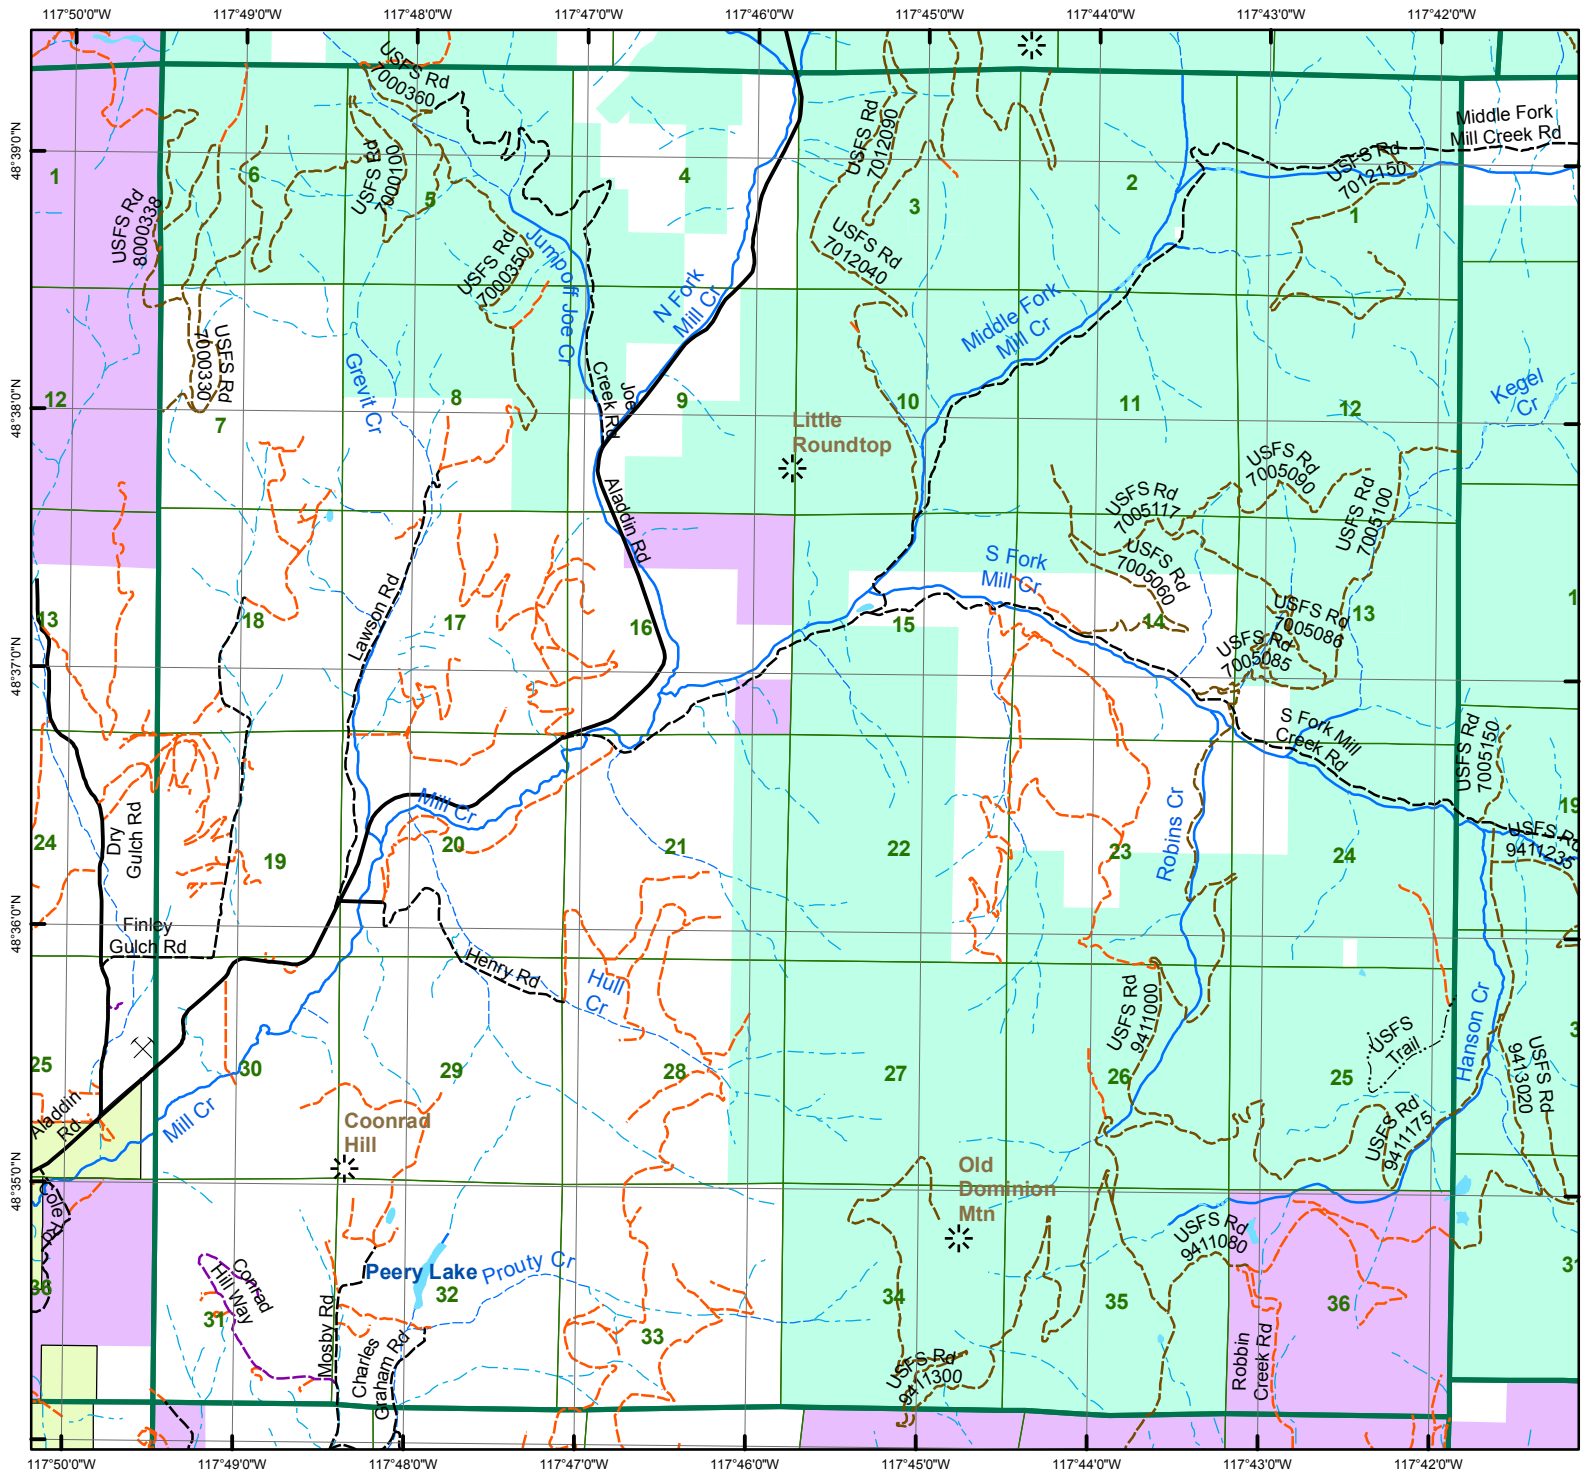 117°50'0"W
117°49'0"W
117°48'0"W
117°47'0"W
117°46'0"W
117°45'0"W
117°44'0"W
117°43'0"W
117°42'0"W
48°39'0"N
48°38'0"N
48°37'0"N
48°36'0"N
48°35'0"N
USFS Rd
7000360
USFS Rd
7000100
USFS Rd
8000338
USFS Rd
7000350
USFS Rd
7000330
USFS Rd
7012090
USFS Rd
7012040
Middle Fork
Mill Creek Rd
USFS Rd
7012150
1
6
5
4
3
2
1
Jumpoff Joe Cr
N Fork
Mill Cr
Middle Fork
Mill Cr
Grevit Cr
Joe
Creek Rd
Kegel
Cr
12
7
8
9
10
11
12
Little
Roundtop
Aladdin Rd
USFS Rd
7005090
USFS Rd
7005117
USFS Rd
7005100
USFS Rd
7005060
S Fork
Mill Cr
Lawson Rd
USFS Rd
7005086
USFS Rd
7005085
13
18
17
16
15
14
13
1
S Fork Mill
Creek Rd
USFS Rd
7005150
Dry
Gulch Rd
Mill Cr
Robins Cr
USFS Rd
9411235
24
19
20
21
22
23
24
19
Finley
Gulch Rd
Henry Rd
Hull
Cr
USFS Rd
9411000
USFS
Trail
Hanson Cr
USFS Rd
9413020
25
30
29
28
27
26
25
3
Aladdin
Rd
Mill Cr
Coonrad
Hill
USFS Rd
9411175
Old
Dominion
Mtn
Cole Rd
USFS Rd
9411080
Conrad
Hill Way
Peery Lake
Prouty Cr
36
31
32
33
34
35
36
31
Mosby Rd
Charles
Graham Rd
USFS Rd
9411300
Robbin
Creek Rd
117°50'0"W
117°49'0"W
117°48'0"W
117°47'0"W
117°46'0"W
117°45'0"W
117°44'0"W
117°43'0"W
117°42'0"W